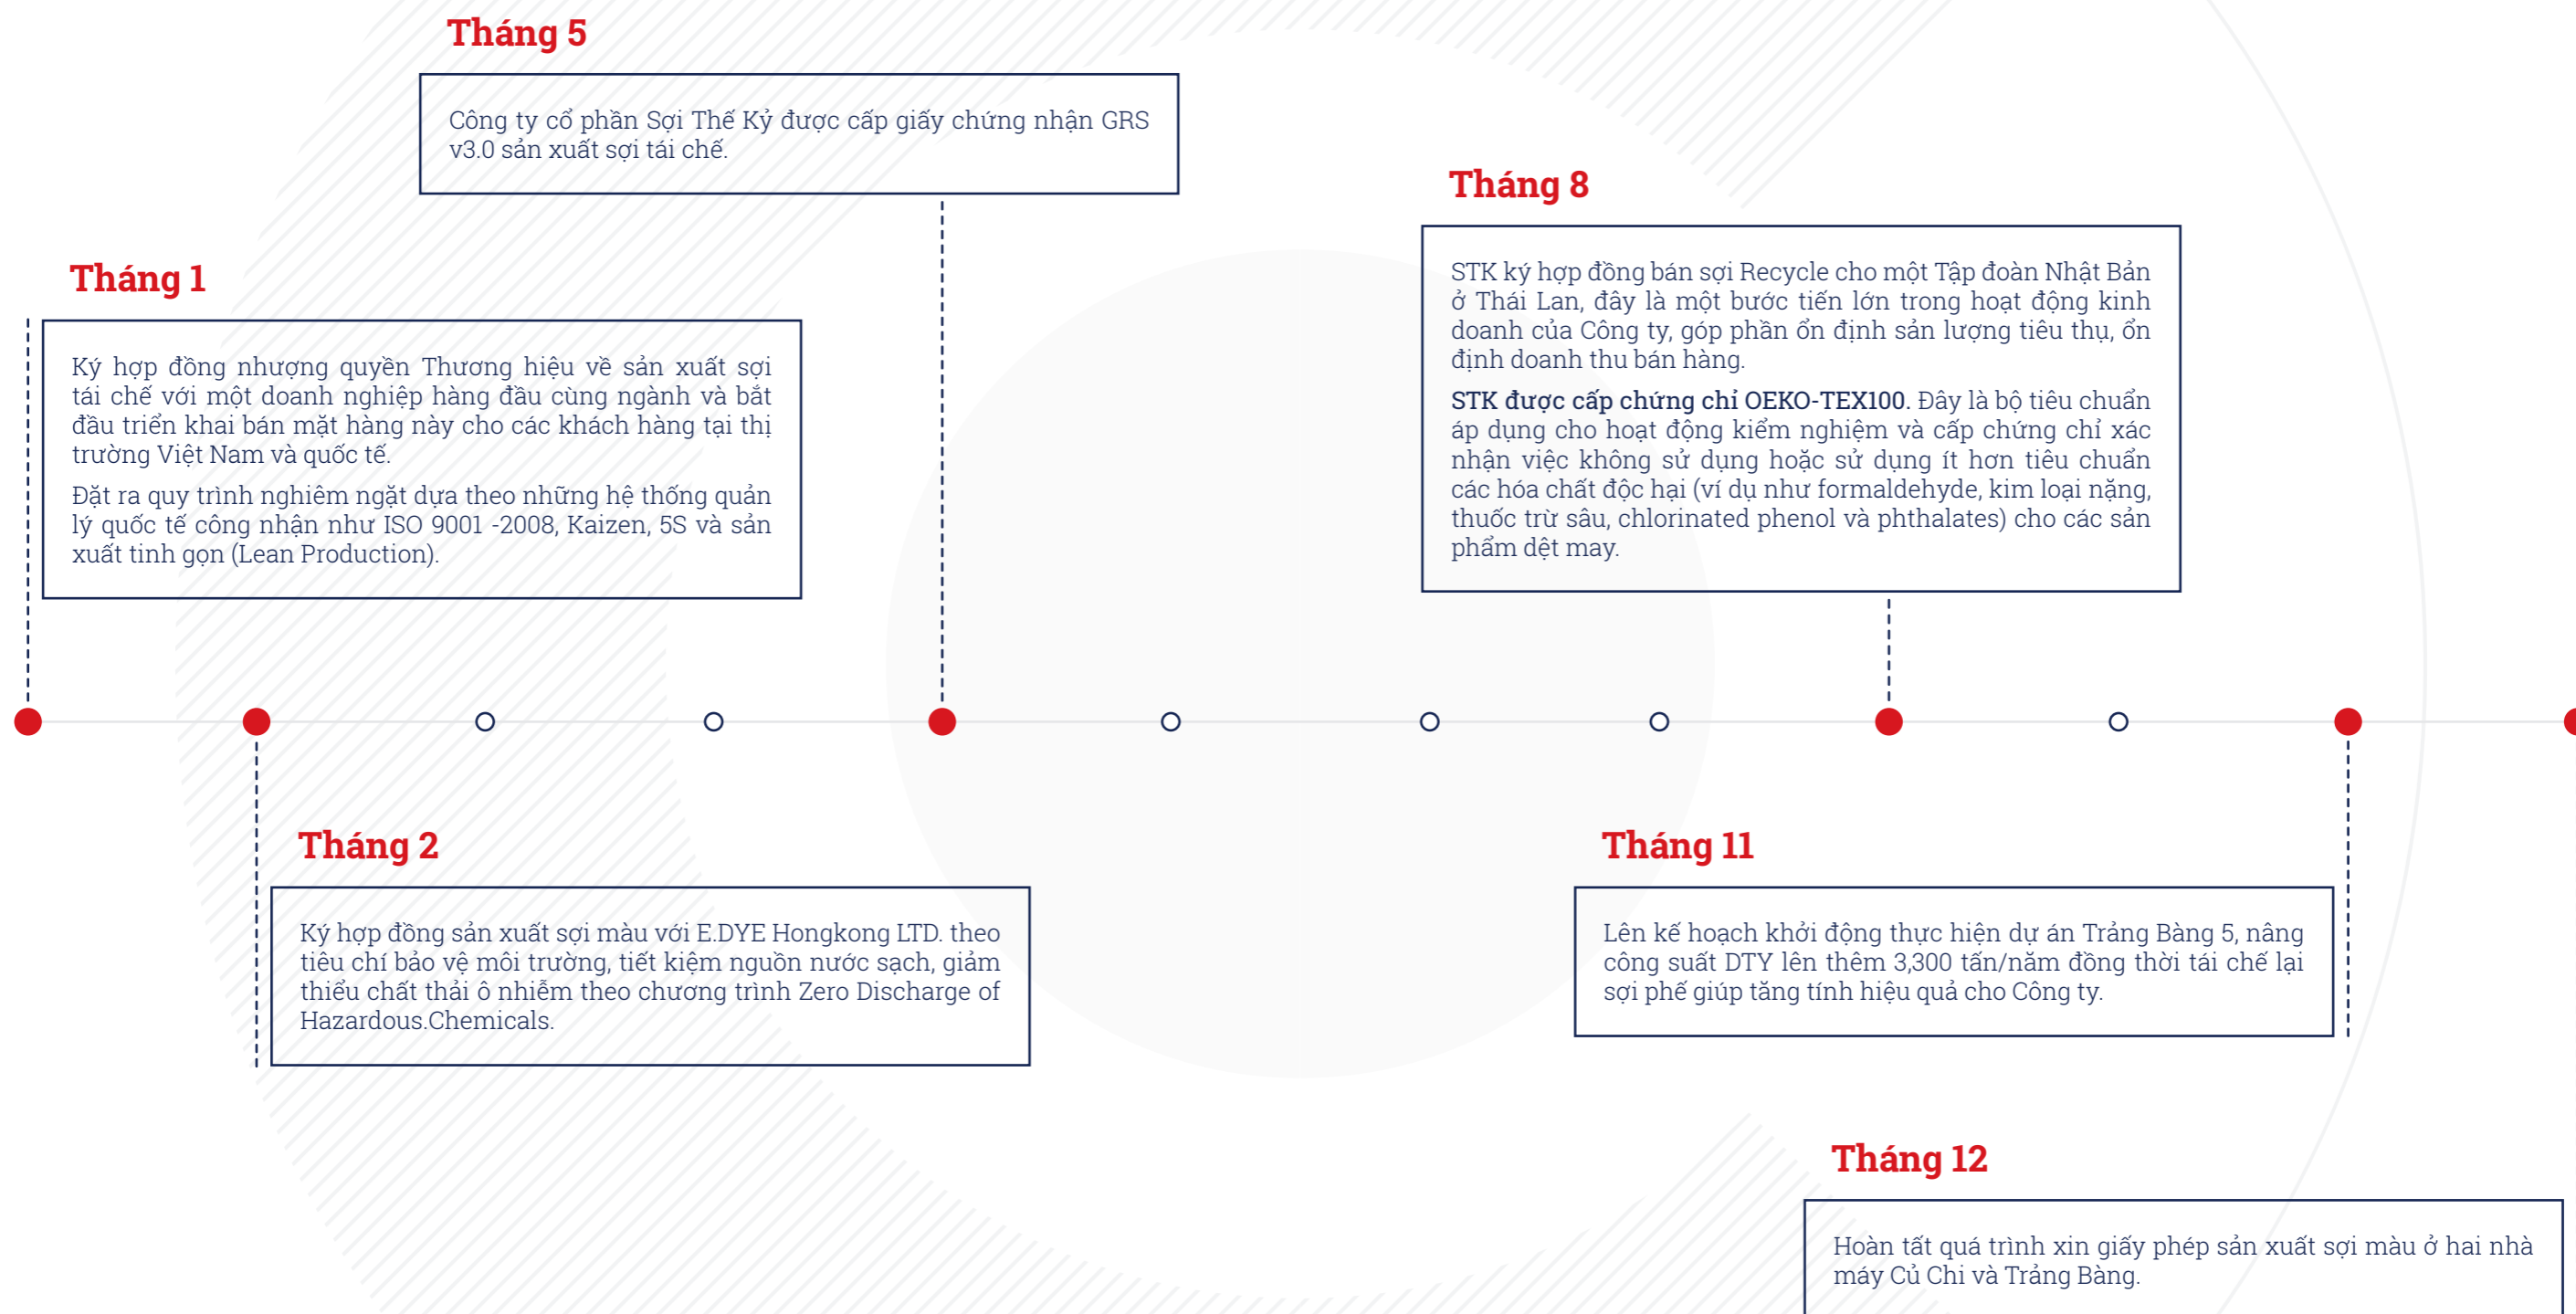 Tháng 5
Công ty cổ phần Sợi Thế Kỷ được cấp giấy chứng nhận GRS
v3.0 sản xuất sợi tái chế.
Tháng 8
STK ký hợp đồng bán sợi Recycle cho một Tập đoàn Nhật Bản
ở Thái Lan, đây là một bước tiến lớn trong hoạt động kinh
doanh của Công ty, góp phần ổn định sản lượng tiêu thụ, ổn
định doanh thu bán hàng.
STK được cấp chứng chỉ OEKO-TEX100. Đây là bộ tiêu chuẩn
áp dụng cho hoạt động kiểm nghiệm và cấp chứng chỉ xác
nhận việc không sử dụng hoặc sử dụng ít hơn tiêu chuẩn
các hóa chất độc hại (ví dụ như formaldehyde, kim loại nặng,
thuốc trừ sâu, chlorinated phenol và phthalates) cho các sản
phẩm dệt may.
Tháng 1
Ký hợp đồng nhượng quyền Thương hiệu về sản xuất sợi
tái chế với một doanh nghiệp hàng đầu cùng ngành và bắt
đầu triển khai bán mặt hàng này cho các khách hàng tại thị
trường Việt Nam và quốc tế.
Đặt ra quy trình nghiêm ngặt dựa theo những hệ thống quản
lý quốc tế công nhận như ISO 9001 -2008, Kaizen, 5S và sản
xuất tinh gọn (Lean Production).
Tháng 2
Ký hợp đồng sản xuất sợi màu với E.DYE Hongkong LTD. theo
tiêu chí bảo vệ môi trường, tiết kiệm nguồn nước sạch, giảm
thiểu chất thải ô nhiễm theo chương trình Zero Discharge of
Hazardous.Chemicals.
Tháng 11
Lên kế hoạch khởi động thực hiện dự án Trảng Bàng 5, nâng
công suất DTY lên thêm 3,300 tấn/năm đồng thời tái chế lại
sợi phế giúp tăng tính hiệu quả cho Công ty.
Tháng 12
Hoàn tất quá trình xin giấy phép sản xuất sợi màu ở hai nhà
máy Củ Chi và Trảng Bàng.